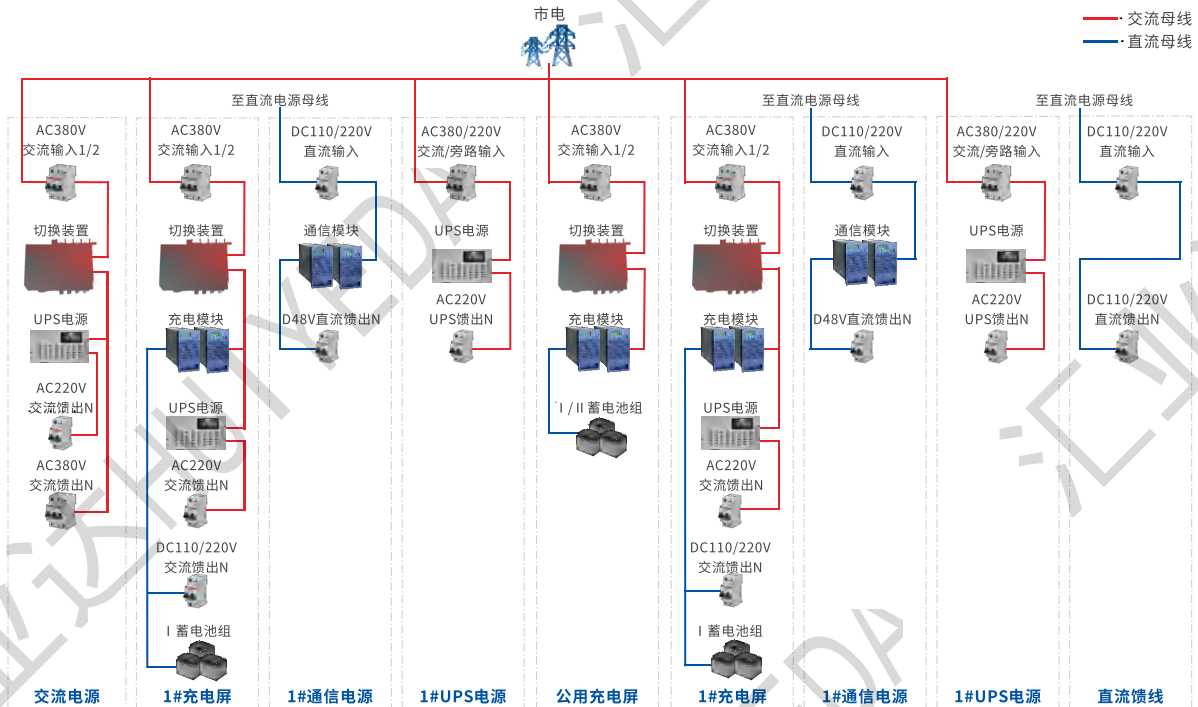 市电
交流母线
直流母线
至直流电源母线
至直流电源母线
至直流电源母线
AC380V
交流输入1/2
切换装置
UPS电源
AC220V
交流馈出N
AC380V
交流馈出N
交流电源
AC380V
交流输入1/2
切换装置
充电模块
UPS电源
AC220V
交流馈出N
DC110/220V
交流馈出N
I 蓄电池组
1#充电屏
DC110/220V
直流输入
通信模块
D48V直流馈出N
1#通信电源
AC380/220V
交流/旁路输入
UPS电源
AC220V
UPS馈出N
1#UPS电源
AC380V
交流输入1/2
切换装置
充电模块
I/II蓄电池组
公用充电屏
AC380V
交流输入1/2
切换装置
充电模块
UPS电源
AC220V
交流馈出N
DC110/220V
交流馈出N
I 蓄电池组
1#充电屏
DC110/220V
直流输入
通信模块
D48V直流馈出N
1#通信电源
AC380/220V
交流/旁路输入
UPS电源
AC220V
UPS馈出N
1#UPS电源
DC110/220V
直流输入
DC110/220V
直流馈出N
直流馈线
业达HUIYEDA
汇业
YEDA